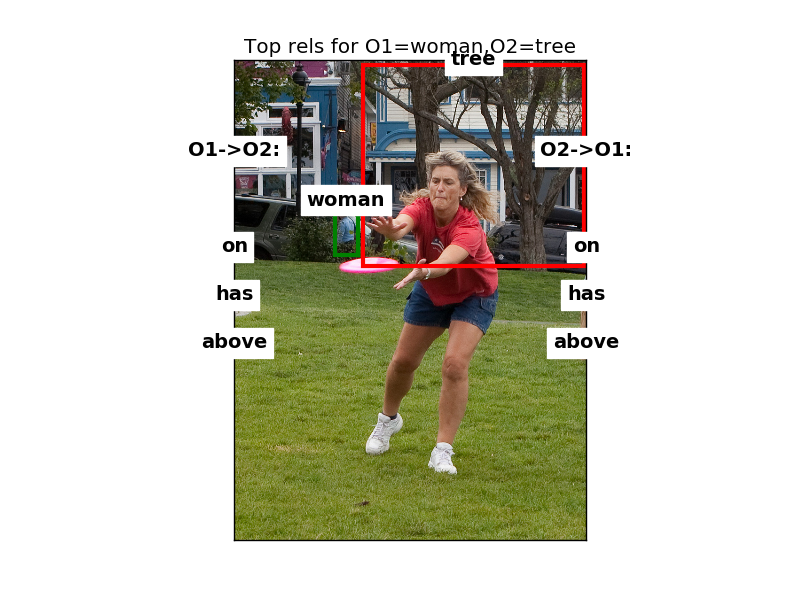 Top rels for O1=woman,O2=tree
tree
O1->O2:
O2->O1:
woman
on
on
has
has
above
above